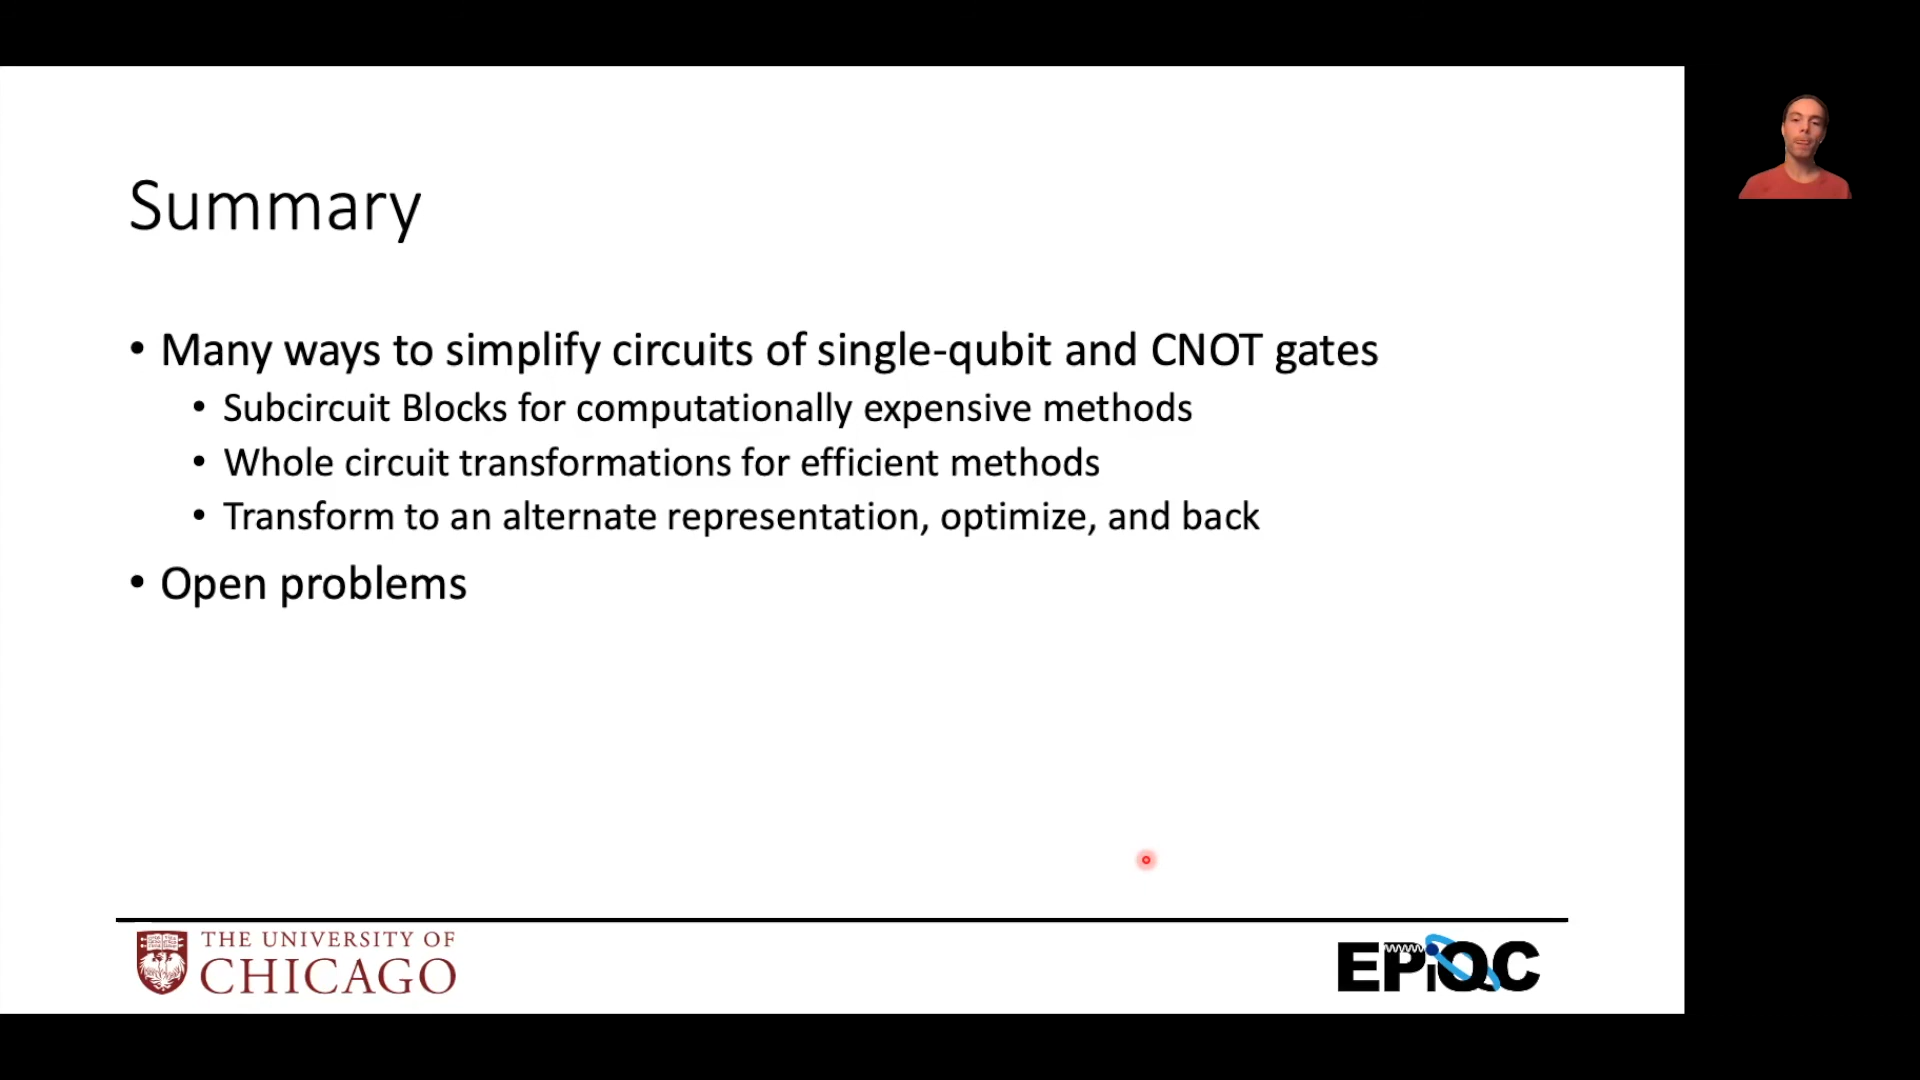 Summary
• Many ways to simplify circuits of single-qubit and CNOT gates
• Subcircuit Blocks for computationally expensive methods
• Whole circuit transformations for efficient methods
• Transform to an alternate representation, optimize, and back
• Open problems
THE UNIVERSITY OF
CHICAGO
EPiQC